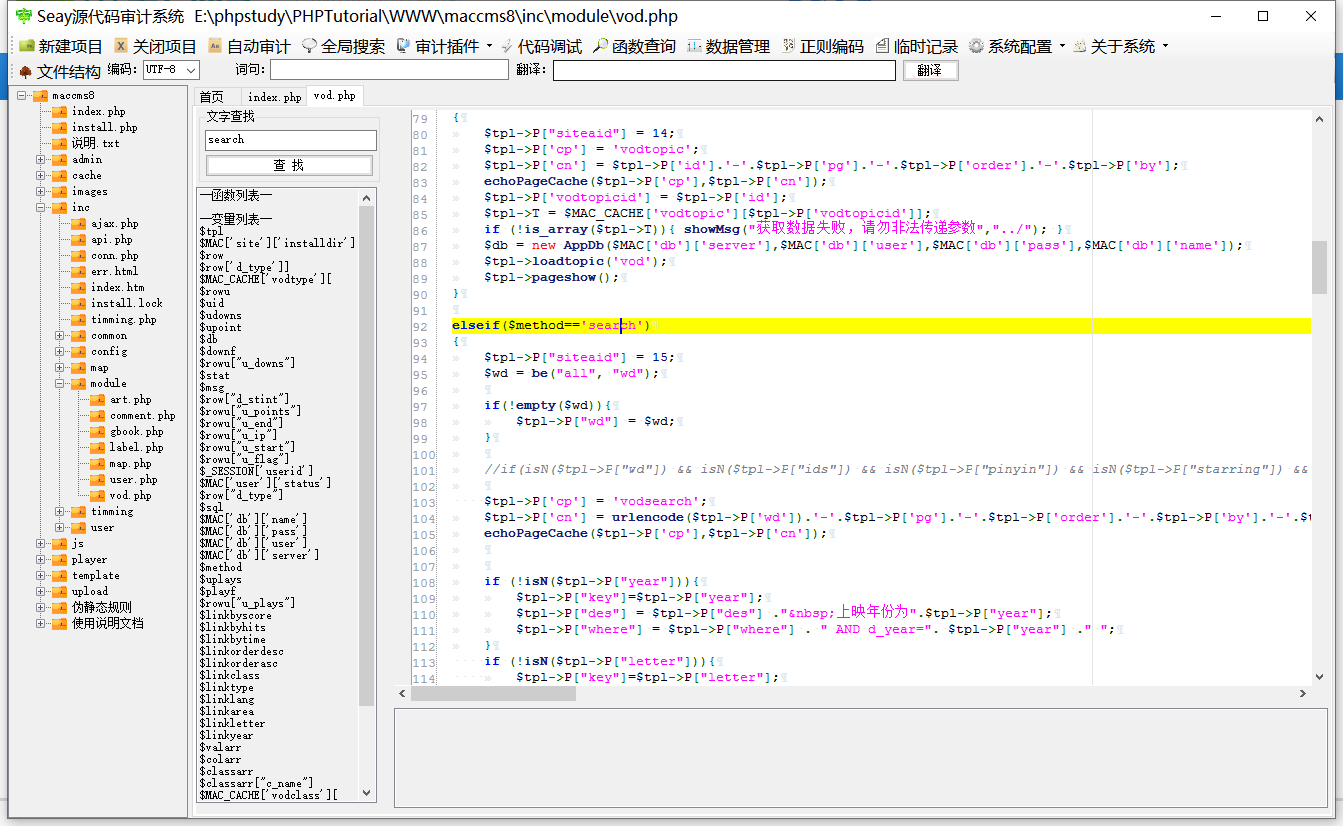 Seay源代码审计系统 E:\phpstudy\PHPTutorial\WWW\maccms8\inc\module\vod.php
新建项目 关闭项目 自动审计 全局搜索 审计插件 代码调试 函数查询 数据管理 正则编码 临时记录 系统配置 关于系统
文件结构 编码: UTF-8 词句: 翻译: 翻译
maccms8
index.php
install.php
说明.txt
admin
cache
images
inc
ajax.php
api.php
conn.php
err.html
index.htm
install.lock
timming.php
common
config
map
module
art.php
comment.php
gbook.php
label.php
map.php
user.php
vod.php
timming
user
js
player
template
upload
伪静态规则
使用说明文档
首页 index.php vod.php
文字查找
search
查 找
—函数列表—
—变量列表—
$tpl
$MAC['site']['installdir']
$row
$row['d_type']]
$MAC_CACHE['vodtype'][
$rowu
$uid
$udowns
$upoint
$db
$downf
$rowu["u_downs"]
$stat
$msg
$row["d_stint"]
$rowu["u_points"]
$rowu["u_end"]
$rowu["u_ip"]
$rowu["u_start"]
$rowu["u_flag"]
$_SESSION['userid']
$MAC['user']['status']
$row["d_type"]
$sql
$MAC['db']['name']
$MAC['db']['pass']
$MAC['db']['user']
$MAC['db']['server']
$method
$uplays
$playf
$rowu["u_plays"]
$linkbyscore
$linkbyhits
$linkbytime
$linkorderdesc
$linkorderasc
$linkclass
$linktype
$linklang
$linkarea
$linkletter
$linkyear
$valarr
$colarr
$classarr
$classarr["c_name"]
$MAC_CACHE['vodclass'][
79 {
80 $tpl->P["siteaid"] = 14;
81 $tpl->P['cp'] = 'vodtopic';
82 $tpl->P['cn'] = $tpl->P['id'].'-'.$tpl->P['pg'].'-'.$tpl->P['order'].'-'.$tpl->P['by'];
83 echoPageCache($tpl->P['cp'],$tpl->P['cn']);
84 $tpl->P['vodtopicid'] = $tpl->P['id'];
85 $tpl->T = $MAC_CACHE['vodtopic'][$tpl->P['vodtopicid']];
86 if (!is_array($tpl->T)){ showMsg("获取数据失败，请勿非法传递参数","../"); }
87 $db = new AppDb($MAC['db']['server'],$MAC['db']['user'],$MAC['db']['pass'],$MAC['db']['name']);
88 $tpl->loadtopic('vod');
89 $tpl->pageshow();
90 }
91
92 elseif($method=='search')
93 {
94 $tpl->P["siteaid"] = 15;
95 $wd = be("all", "wd");
96
97 if(!empty($wd)){
98 $tpl->P["wd"] = $wd;
99 }
100
101 //if(isN($tpl->P["wd"]) && isN($tpl->P["ids"]) && isN($tpl->P["pinyin"]) && isN($tpl->P["starring"]) &&
102
103 $tpl->P['cp'] = 'vodsearch';
104 $tpl->P['cn'] = urlencode($tpl->P['wd']).'-'.$tpl->P['pg'].'-'.$tpl->P['order'].'-'.$tpl->P['by'].'-'.$t
105 echoPageCache($tpl->P['cp'],$tpl->P['cn']);
106
107
108 if (!isN($tpl->P["year"])){
109 $tpl->P["key"]=$tpl->P["year"];
110 $tpl->P["des"] = $tpl->P["des"] ."&nbsp;上映年份为".$tpl->P["year"];
111 $tpl->P["where"] = $tpl->P["where"] . " AND d_year=". $tpl->P["year"] ." ";
112 }
113 if (!isN($tpl->P["letter"])){
114 $tpl->P["key"]=$tpl->P["letter"];